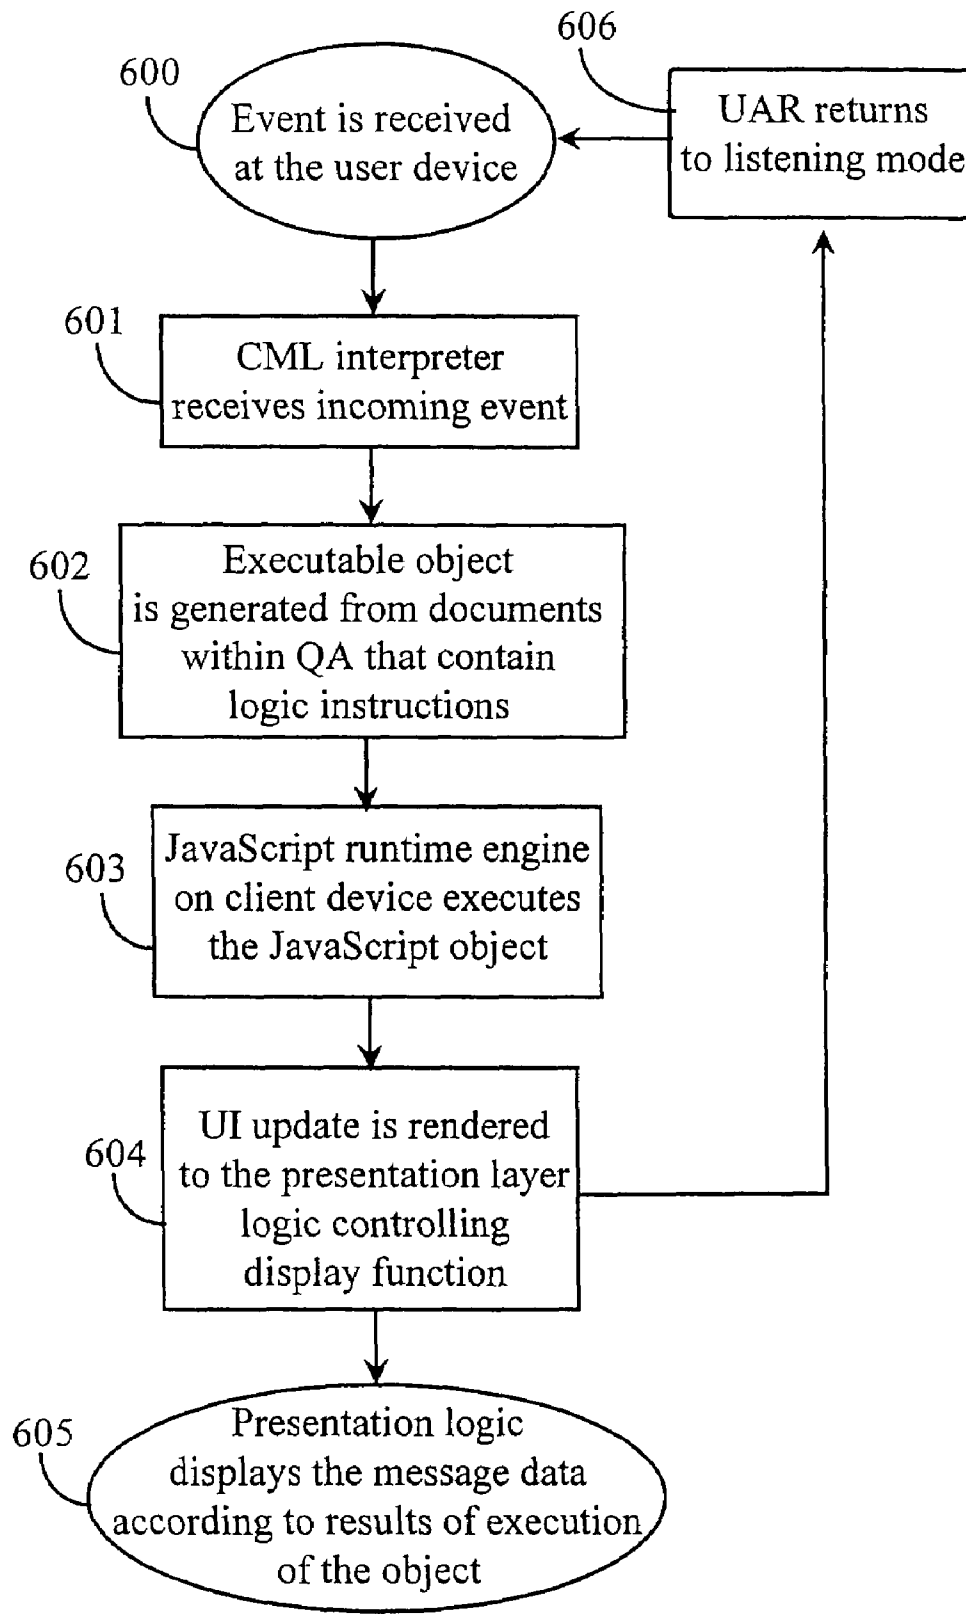 606
600
UAR returns
to listening mode
Event is received
at the user device
601
CML interpreter
receives incoming event
602
Executable object
is generated from documents
within QA that contain
logic instructions
603
JavaScript runtime engine
on client device executes
the JavaScript object
604
UI update is rendered
to the presentation layer
logic controlling
display function
605
Presentation logic
displays the message data
according to results of execution
of the object